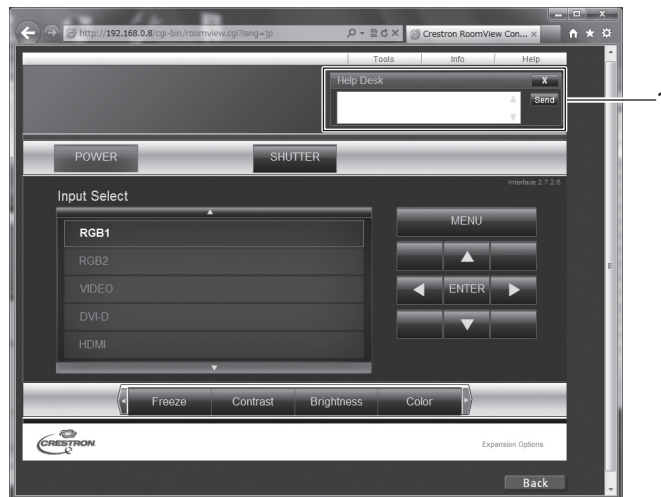 http://192.168.0.8/cgi-bin/roomview.cgi?lang=jp
Crestron RoomView Con... ×
Tools Info Help
Help Desk X
Send
1
POWER SHUTTER
Interface 2.7.2.6
Input Select
MENU
RGB1
RGB2
VIDEO
ENTER
DVI-D
HDMI
Freeze Contrast Brightness Color
CRESTRON
Expansion Options
Back